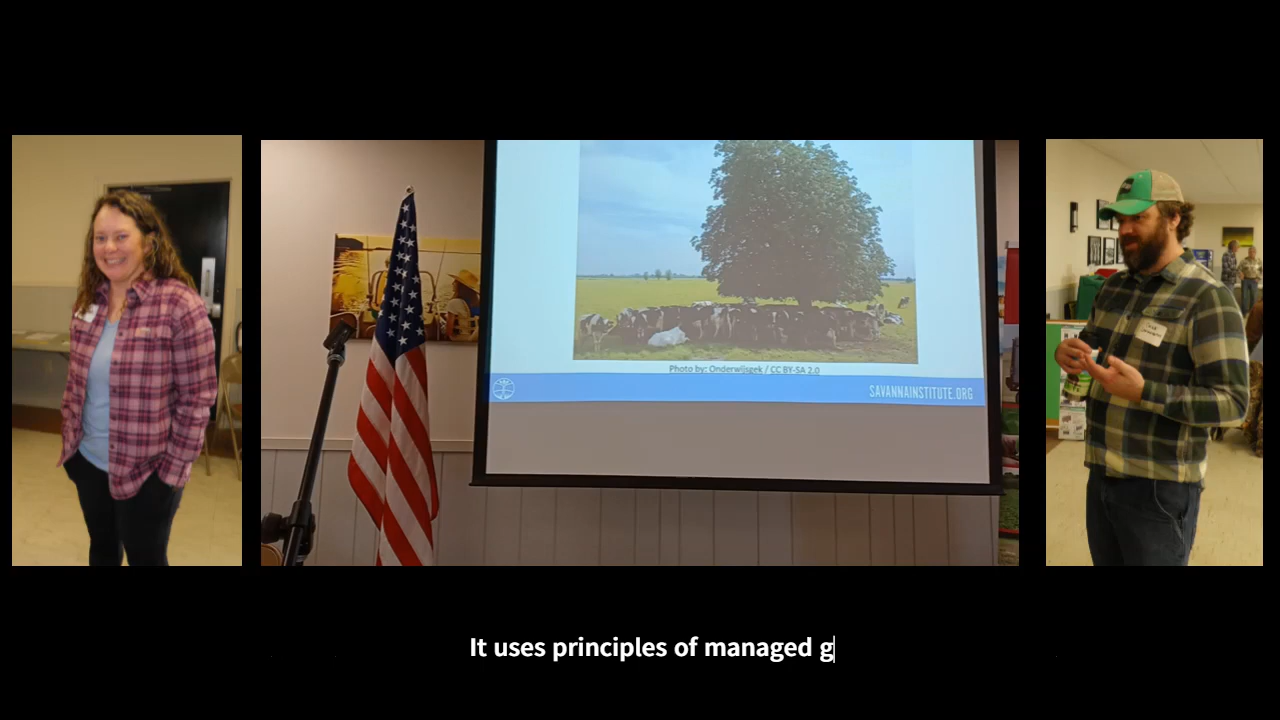 Photo by: Onderwijsgek / CC BY-SA 2.0
SAVANNAINSTITUTE.ORG
It uses principles of managed g